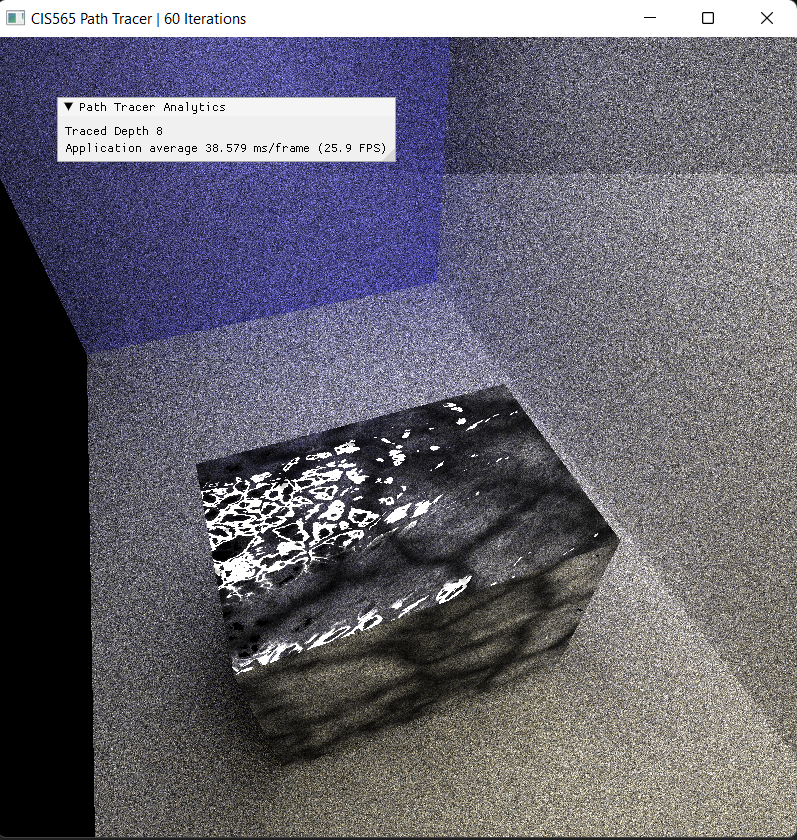 CIS565 Path Tracer | 60 Iterations
Path Tracer Analytics
Traced Depth 8
Application average 38.579 ms/frame (25.9 FPS)